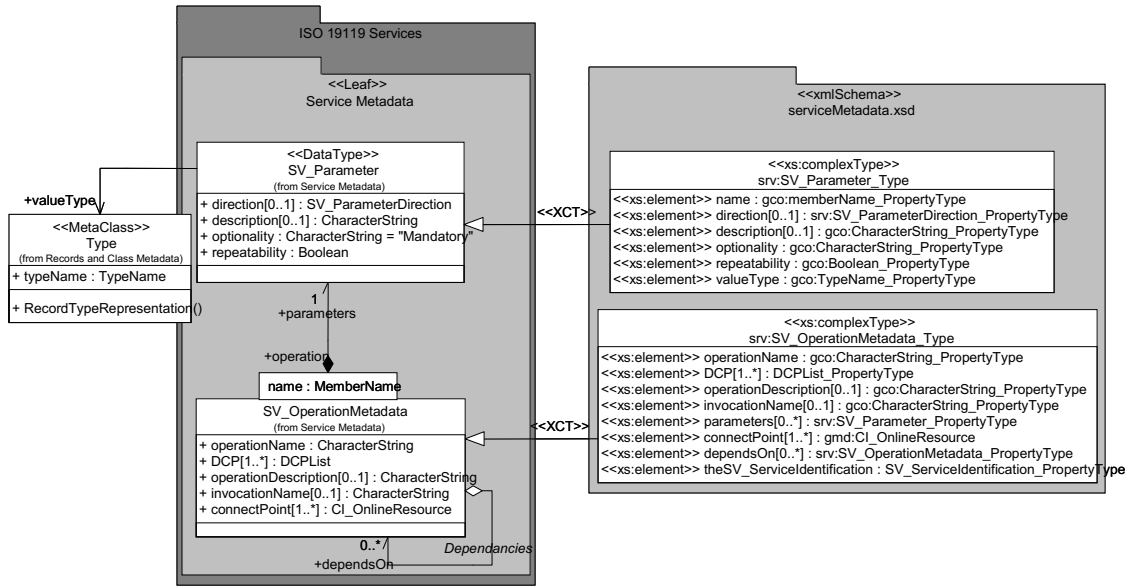 ISO 19119 Services
<<Leaf>>
Service Metadata
<<DataType>>
SV_Parameter
(from Service Metadata)
+ direction[0..1] : SV_ParameterDirection
+ description[0..1] : CharacterString
+ optionality : CharacterString = "Mandatory"
+ repeatability : Boolean
+valueType
<<MetaClass>>
Type
(from Records and Class Metadata)
+ typeName : TypeName
+ RecordTypeRepresentation()
1
+parameters
+operation
name : MemberName
SV_OperationMetadata
(from Service Metadata)
+ operationName : CharacterString
+ DCP[1..*] : DCPList
+ operationDescription[0..1] : CharacterString
+ invocationName[0..1] : CharacterString
+ connectPoint[1..*] : CI_OnlineResource
0..*
Dependancies
+dependsOn
<<XCT>>
<<XCT>>
<<xmlSchema>>
serviceMetadata.xsd
<<xs:complexType>>
srv:SV_Parameter_Type
<<xs:element>> name : gco:memberName_PropertyType
<<xs:element>> direction[0..1] : srv:SV_ParameterDirection_PropertyType
<<xs:element>> description[0..1] : gco:CharacterString_PropertyType
<<xs:element>> optionality : gco:CharacterString_PropertyType
<<xs:element>> repeatability : gco:Boolean_PropertyType
<<xs:element>> valueType : gco:TypeName_PropertyType
<<xs:complexType>>
srv:SV_OperationMetadata_Type
<<xs:element>> operationName : gco:CharacterString_PropertyType
<<xs:element>> DCP[1..*] : DCPList_PropertyType
<<xs:element>> operationDescription[0..1] : gco:CharacterString_PropertyType
<<xs:element>> invocationName[0..1] : gco:CharacterString_PropertyType
<<xs:element>> parameters[0..*] : srv:SV_Parameter_PropertyType
<<xs:element>> connectPoint[1..*] : gmd:CI_OnlineResource
<<xs:element>> dependsOn[0..*] : srv:SV_OperationMetadata_PropertyType
<<xs:element>> theSV_ServiceIdentification : SV_ServiceIdentification_PropertyType